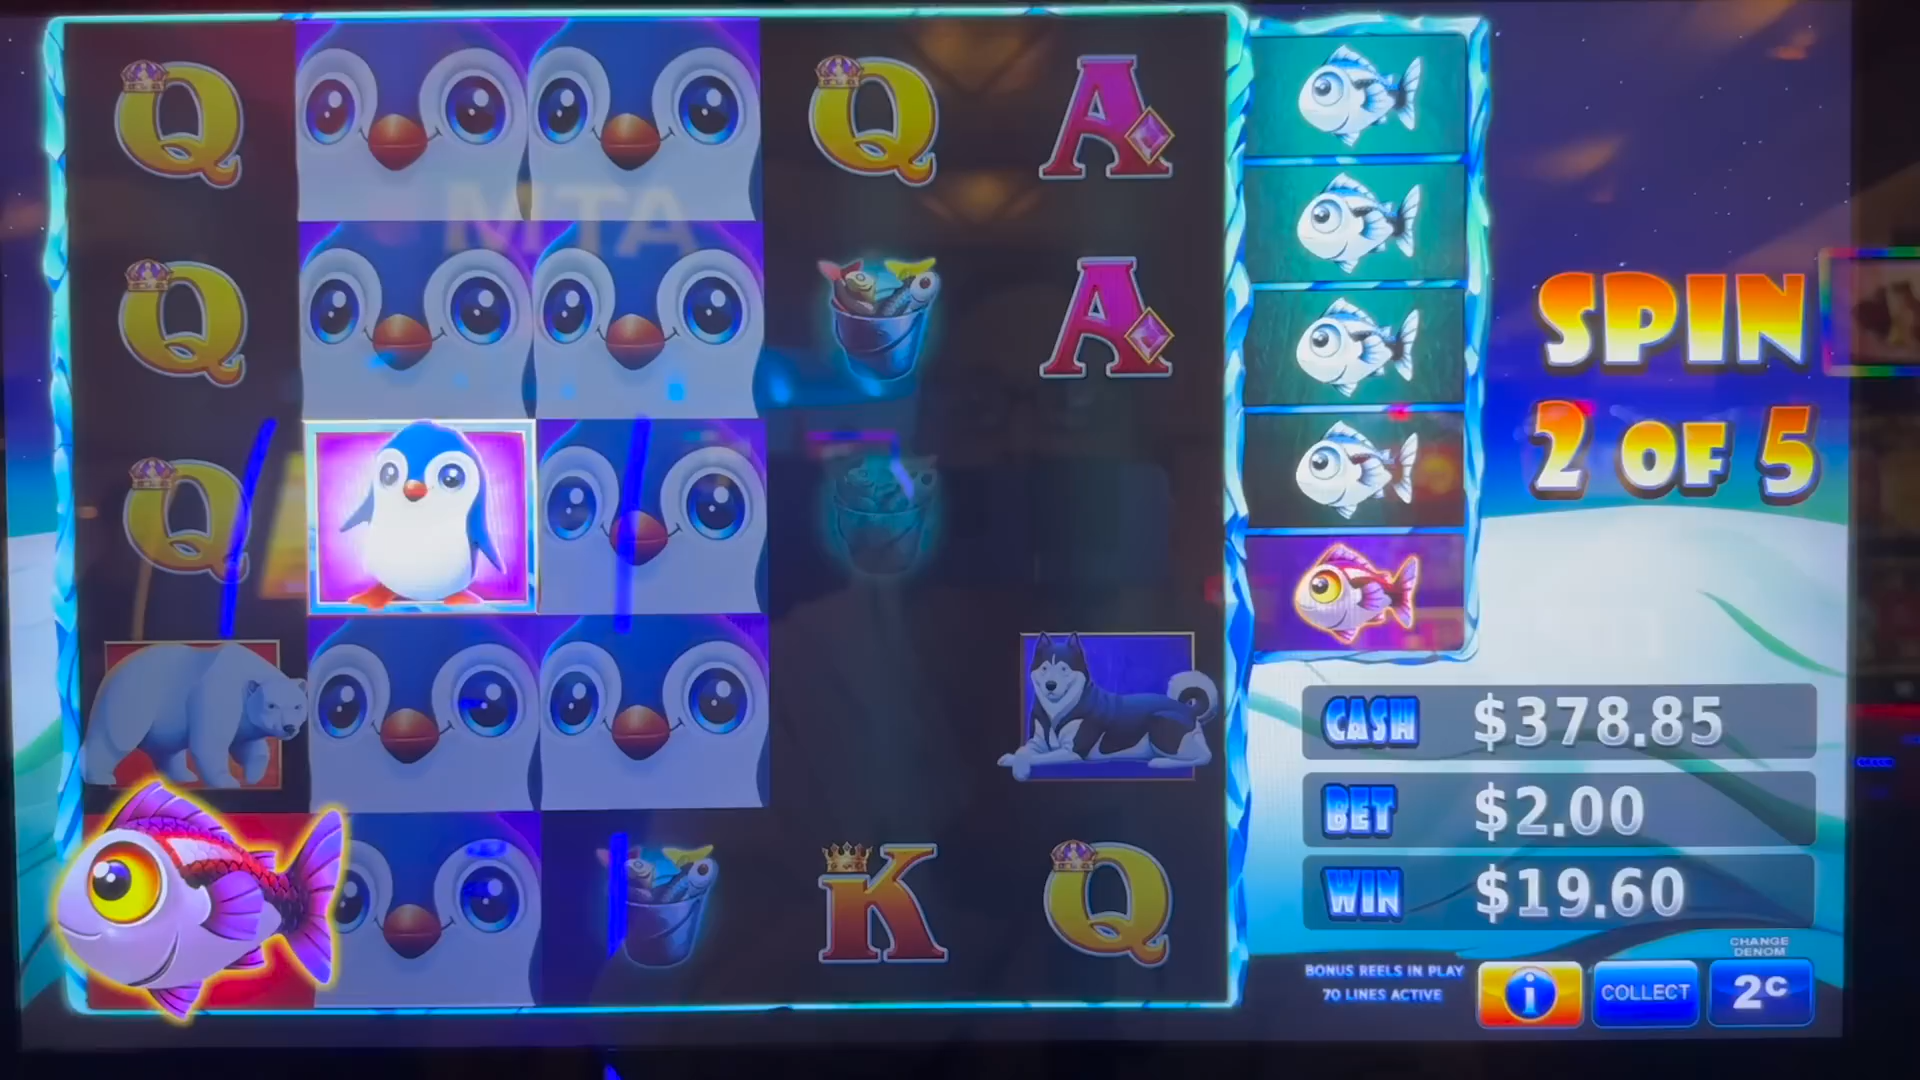 Q Q A
MTA
Q A
Q
K Q
SPIN
2 OF 5
CASH $378.85
BET $2.00
WIN $19.60
CHANGE
DENOM
BONUS REELS IN PLAY
70 LINES ACTIVE
i
COLLECT
2¢